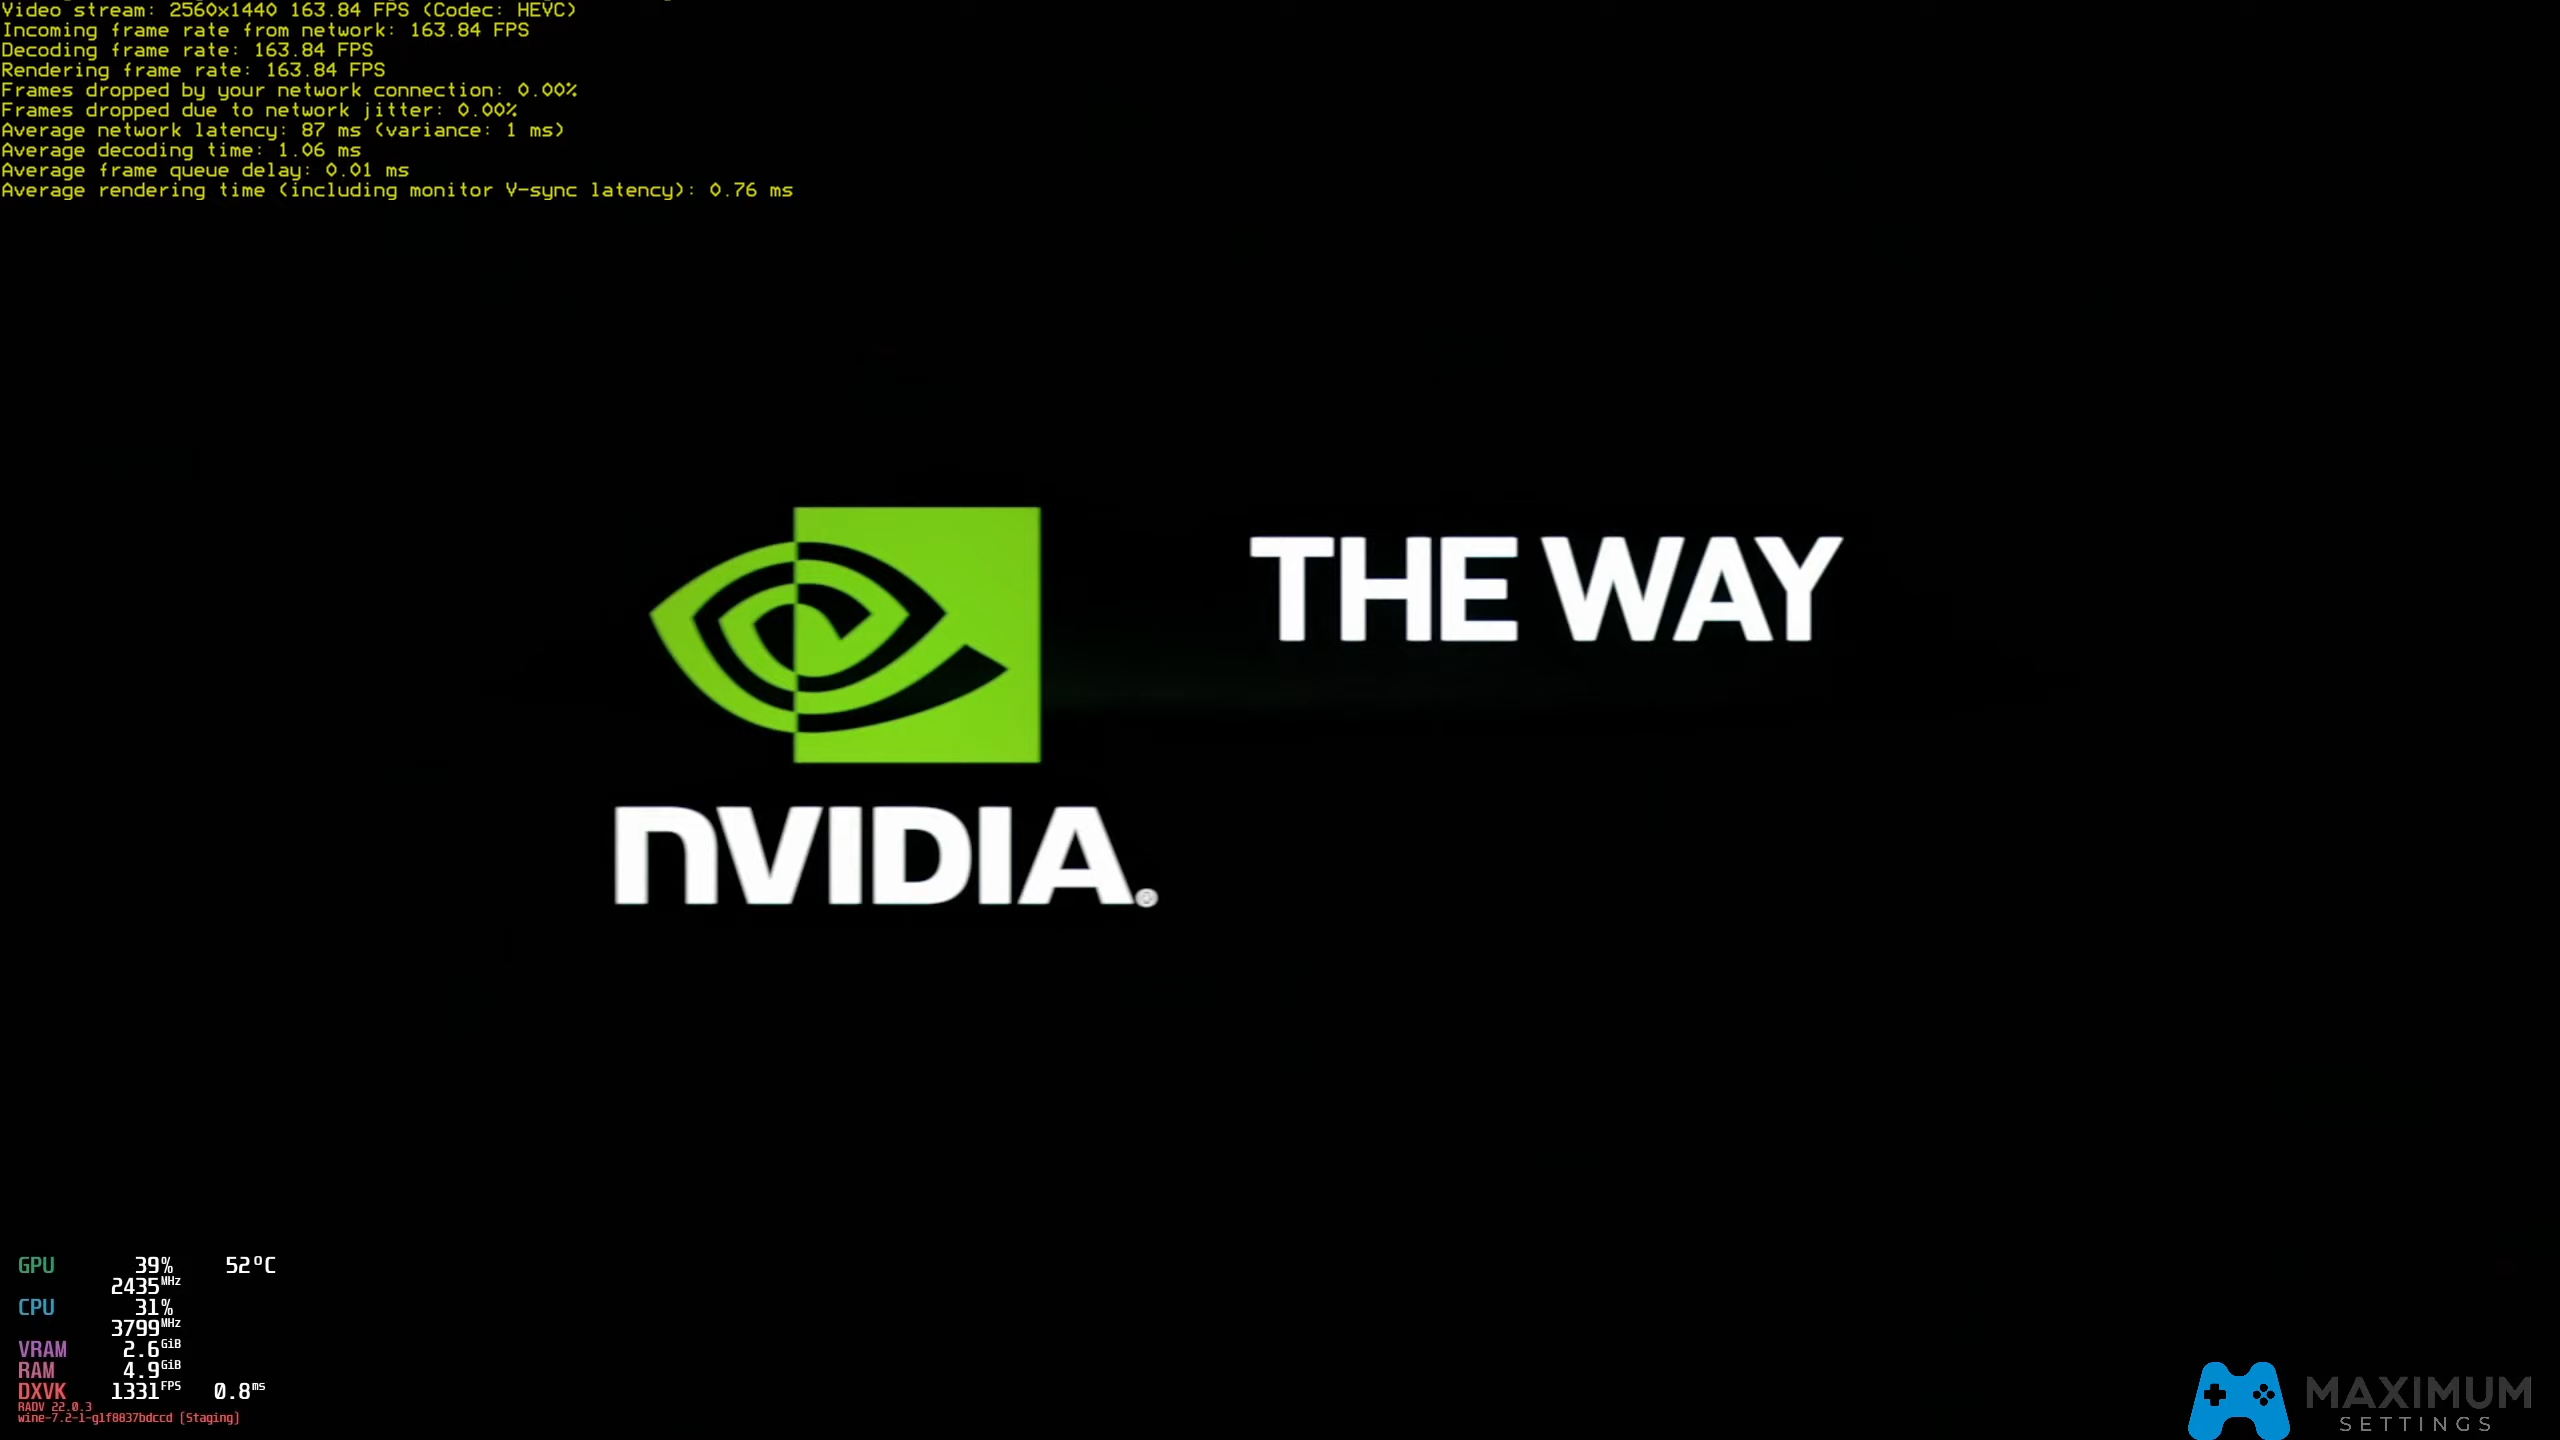 Video stream: 2560x1440 163.84 FPS (Codec: HEVC)
Incoming frame rate from network: 163.84 FPS
Decoding frame rate: 163.84 FPS
Rendering frame rate: 163.84 FPS
Frames dropped by your network connection: 0.00%
Frames dropped due to network jitter: 0.00%
Average network latency: 87 ms (variance: 1 ms)
Average decoding time: 1.06 ms
Average frame queue delay: 0.01 ms
Average rendering time (including monitor V-sync latency): 0.76 ms
THE WAY
nVIDIA.®
GPU 39% 52°C
2435MHz
CPU 31%
3799MHz
VRAM 2.6GiB
RAM 4.9GiB
DXVK 1331FPS 0.8ms
RADV 22.0.3
wine-7.2-1-g1f8837bdccd (Staging)
MAXIMUM
SETTINGS